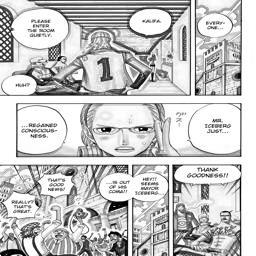 EVERY-
ONE...
KALIFA.
PLEASE
ENTER
THE ROOM
QUIETLY.
1
HUH?
MR.
ICEBERG
JUST...
...REGAINED
CONSCIOUS-
NESS.
THANK
GOODNESS!!
HEY!!
SEEMS
MAYOR
ICEBERG...
...IS OUT
OF HIS
COMA!!
THAT'S
GOOD
NEWS!
REALLY?
THAT'S
GREAT.